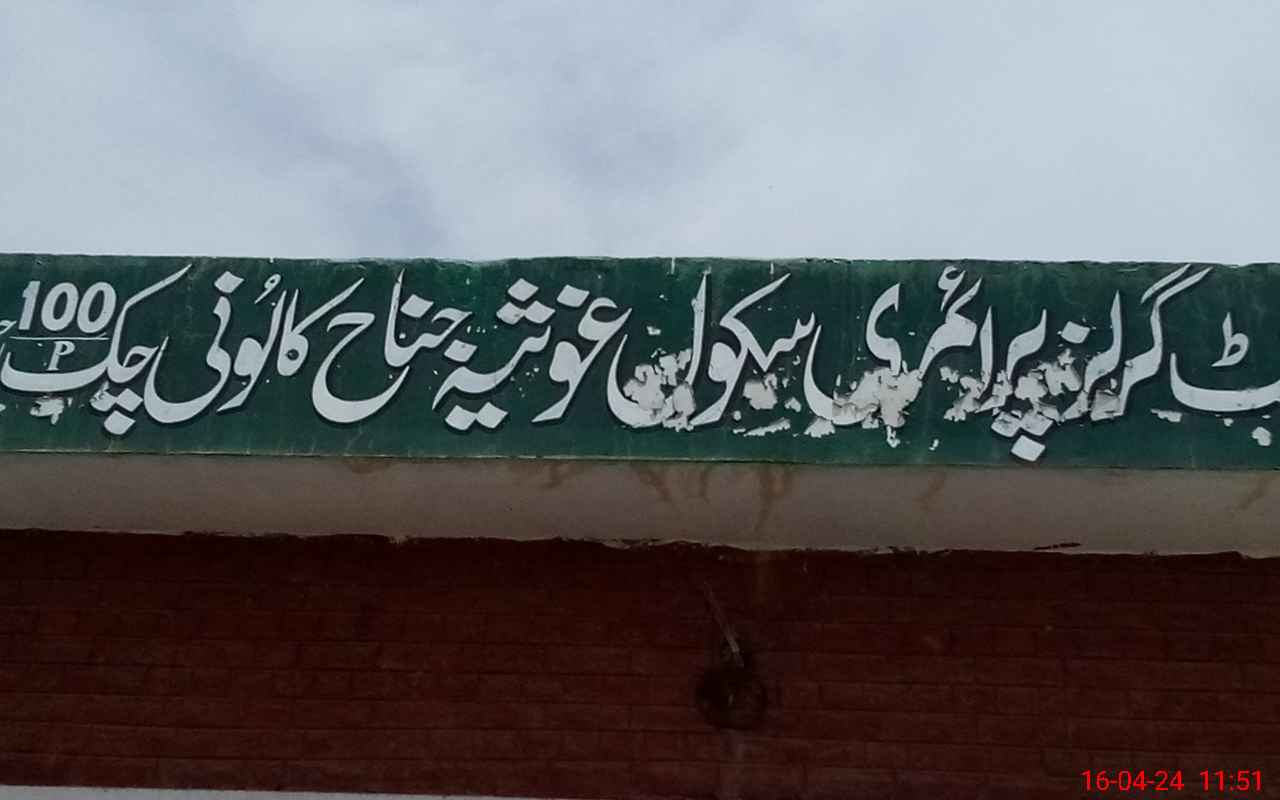 گرلز پرائمری سکول غوثیہ جناح کالونی چک 100/P
16-04-24 11:51